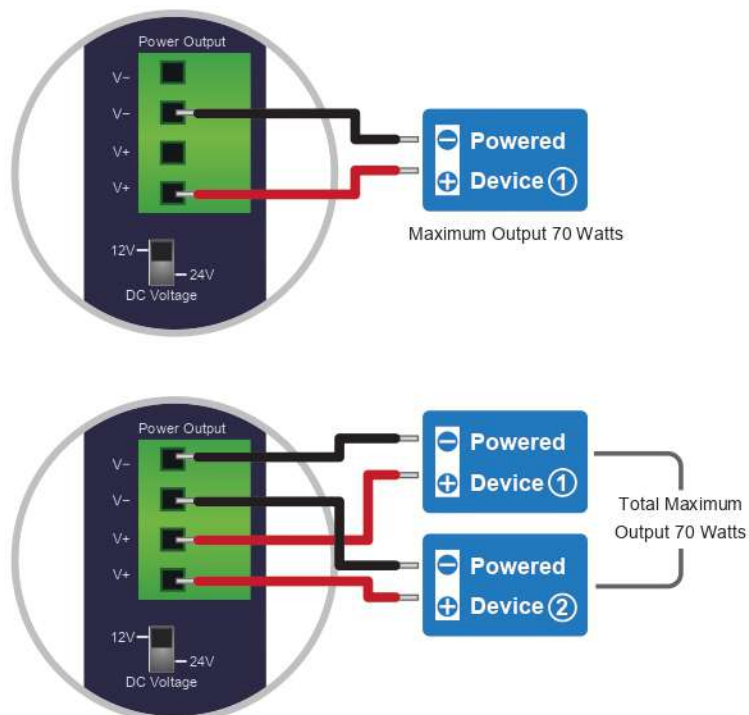 Power Output
V−
V−
V+
V+
12V
24V
DC Voltage
− Powered
+ Device ①
Maximum Output 70 Watts
Power Output
V−
V−
V+
V+
12V
24V
DC Voltage
− Powered
+ Device ①
− Powered
+ Device ②
Total Maximum
Output 70 Watts